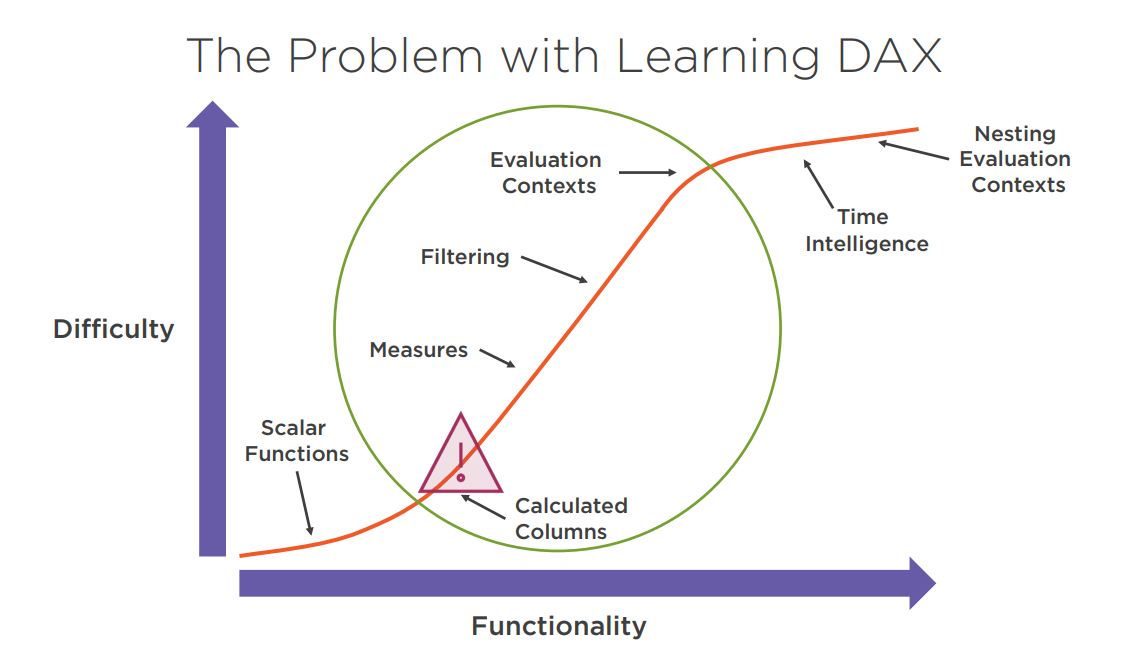 The Problem with Learning DAX
Nesting
Evaluation
Contexts
Evaluation
Contexts
Time
Intelligence
Filtering
Difficulty
Measures
Scalar
Functions
!
Calculated
Columns
Functionality